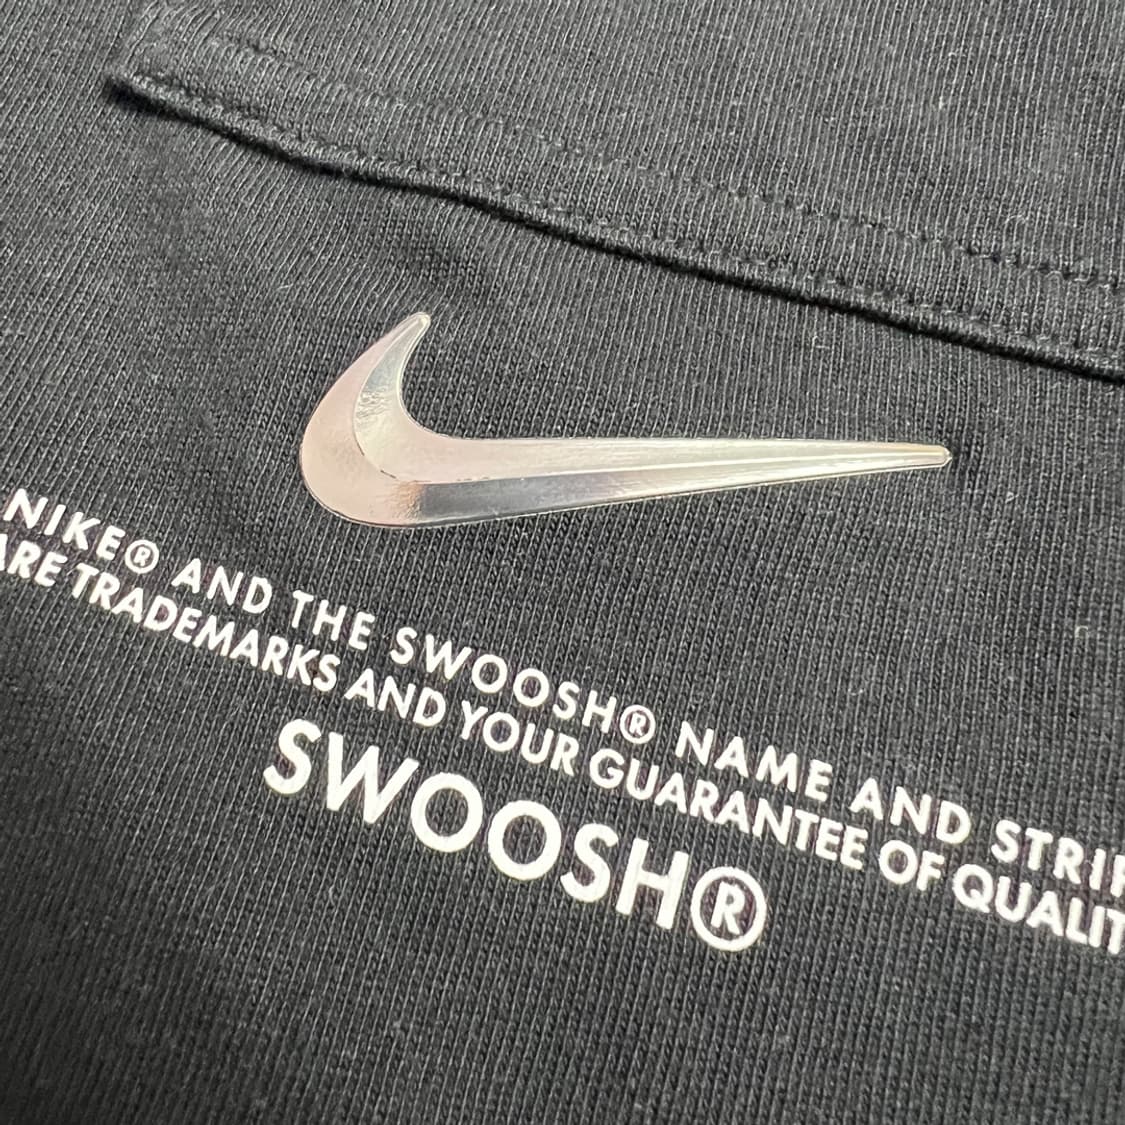 NIKE® AND THE SWOOSH® NAME AND
ARE TRADEMARKS AND YOUR GUARANTEE OF
SWOOSH®